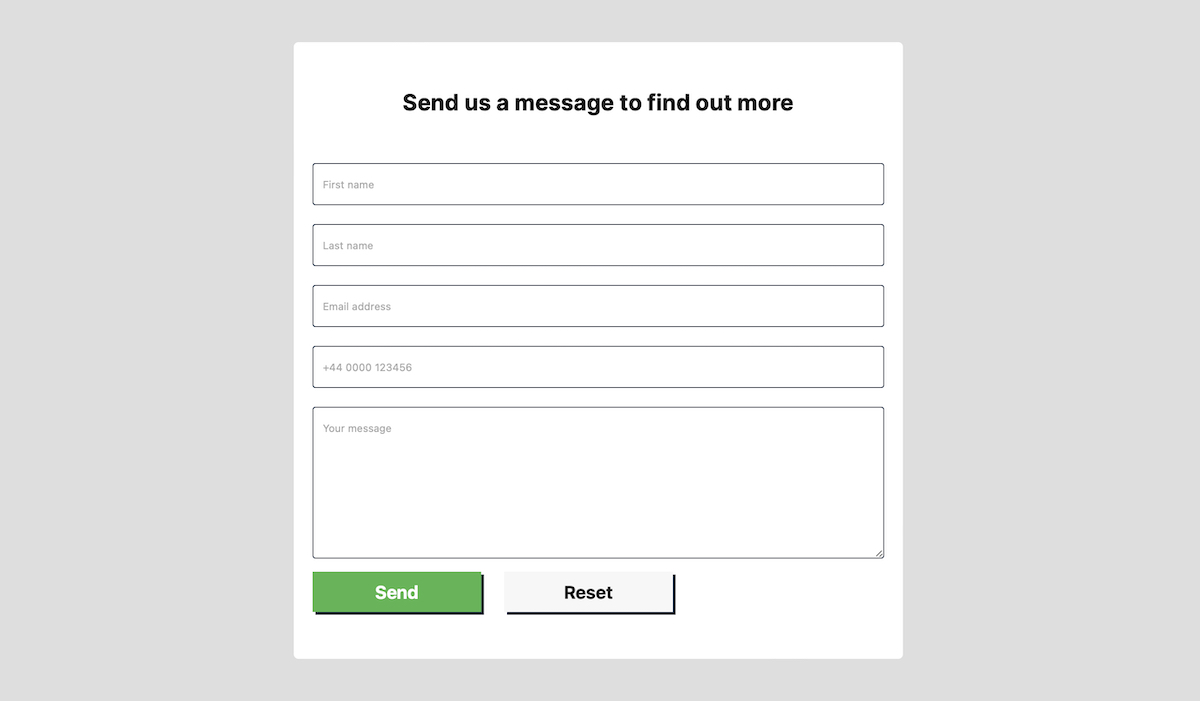 Send us a message to find out more
First name
Last name
Email address
+44 0000 123456
Your message
Send
Reset